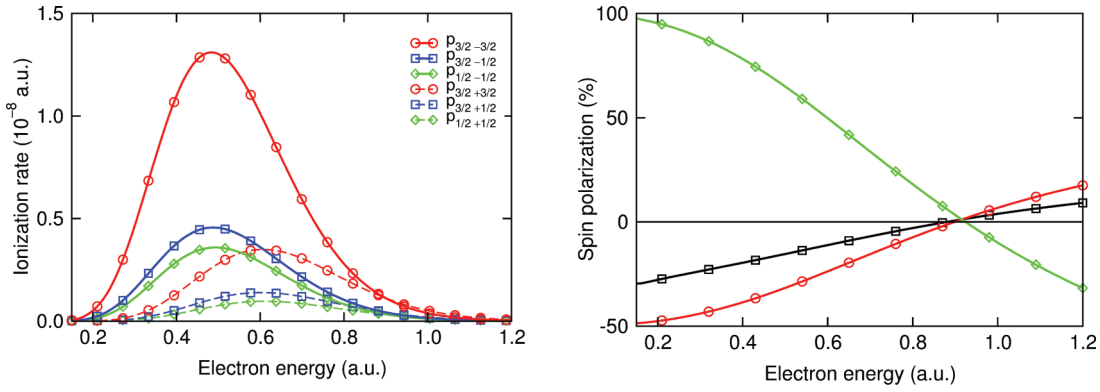 1.5
1.0
0.5
0.0
Ionization rate (10⁻⁸ a.u.)
p3/2−3/2
p3/2−1/2
p1/2−1/2
p3/2+3/2
p3/2+1/2
p1/2+1/2
0.2 0.4 0.6 0.8 1.0 1.2
Electron energy (a.u.)
100
50
0
-50
Spin polarization (%)
0.2 0.4 0.6 0.8 1.0 1.2
Electron energy (a.u.)